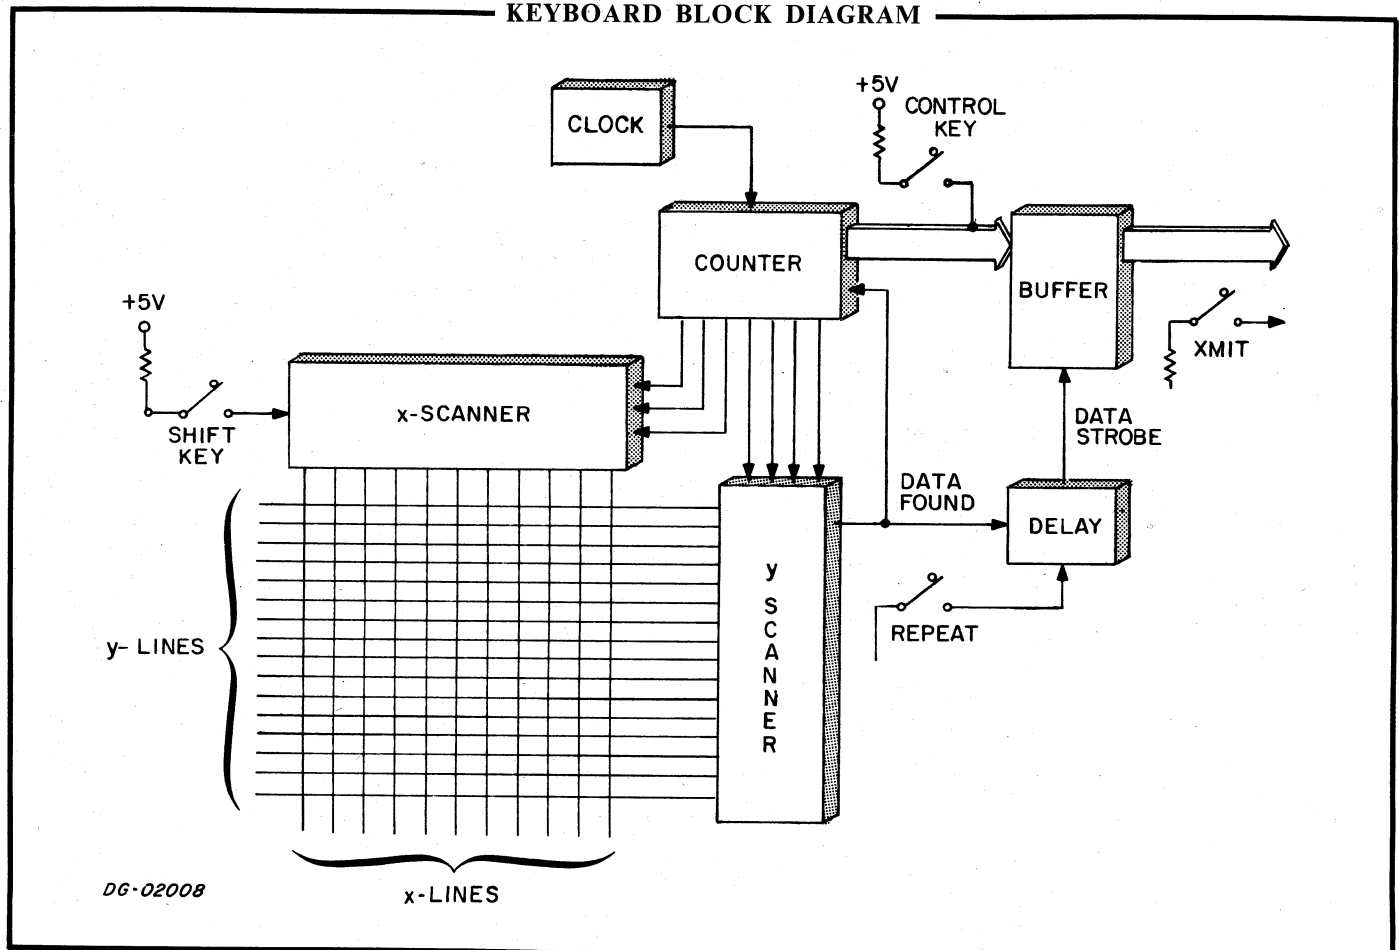 KEYBOARD BLOCK DIAGRAM
CLOCK
+5V
CONTROL
KEY
COUNTER
BUFFER
+5V
XMIT
x-SCANNER
SHIFT
KEY
DATA
STROBE
DATA
FOUND
DELAY
y
SCANNER
REPEAT
y- LINES
x-LINES
DG-02008